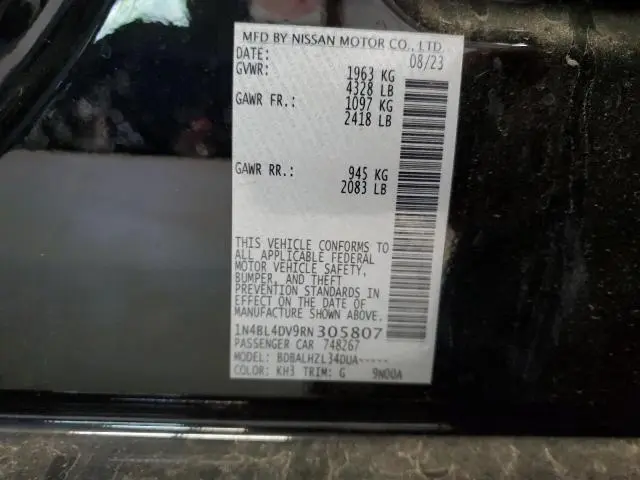 MFD BY NISSAN MOTOR CO., LTD.
DATE: 08/23
GVWR: 1963 KG
4328 LB
GAWR FR.: 1097 KG
2418 LB
GAWR RR.: 945 KG
2083 LB
THIS VEHICLE CONFORMS TO
ALL APPLICABLE FEDERAL
MOTOR VEHICLE SAFETY,
BUMPER, AND THEFT
PREVENTION STANDARDS IN
EFFECT ON THE DATE OF
MANUFACTURE SHOWN ABOVE.
1N4BL4DV9RN305807
PASSENGER CAR 748267
MODEL: BDBALHZL34DUA-----
COLOR: KH3 TRIM: G 9N00A